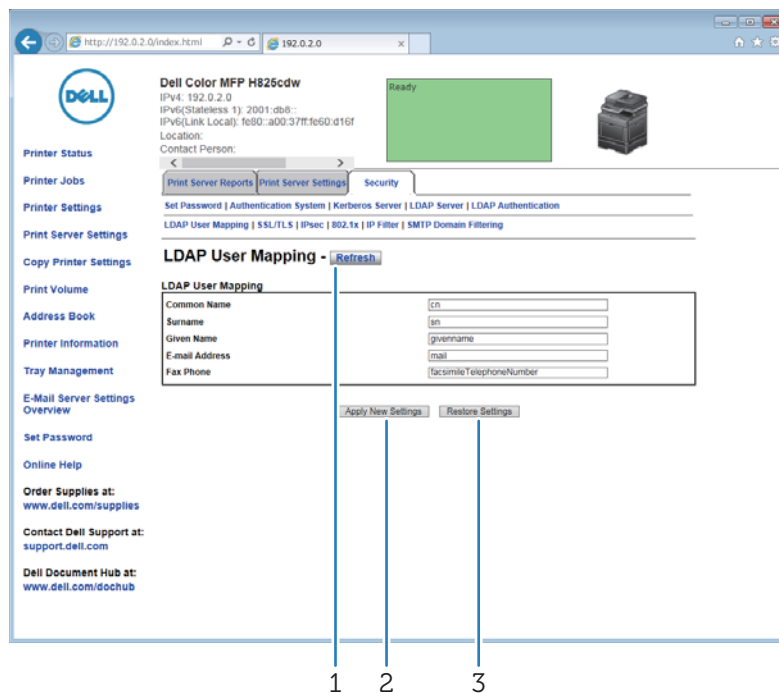 http://192.0.2.0/index.html
192.0.2.0
DELL
Dell Color MFP H825cdw
IPv4: 192.0.2.0
IPv6(Stateless 1): 2001:db8::
IPv6(Link Local): fe80::a00:37ff:fe60:d16f
Location:
Contact Person:
Ready
Printer Status
Printer Jobs
Printer Settings
Print Server Settings
Copy Printer Settings
Print Volume
Address Book
Printer Information
Tray Management
E-Mail Server Settings
Overview
Set Password
Online Help
Order Supplies at:
www.dell.com/supplies
Contact Dell Support at:
support.dell.com
Dell Document Hub at:
www.dell.com/dochub
Print Server Reports Print Server Settings Security
Set Password | Authentication System | Kerberos Server | LDAP Server | LDAP Authentication
LDAP User Mapping | SSL/TLS | IPsec | 802.1x | IP Filter | SMTP Domain Filtering
LDAP User Mapping - Refresh
LDAP User Mapping
Common Name cn
Surname sn
Given Name givenname
E-mail Address mail
Fax Phone facsimileTelephoneNumber
Apply New Settings Restore Settings
1 2 3